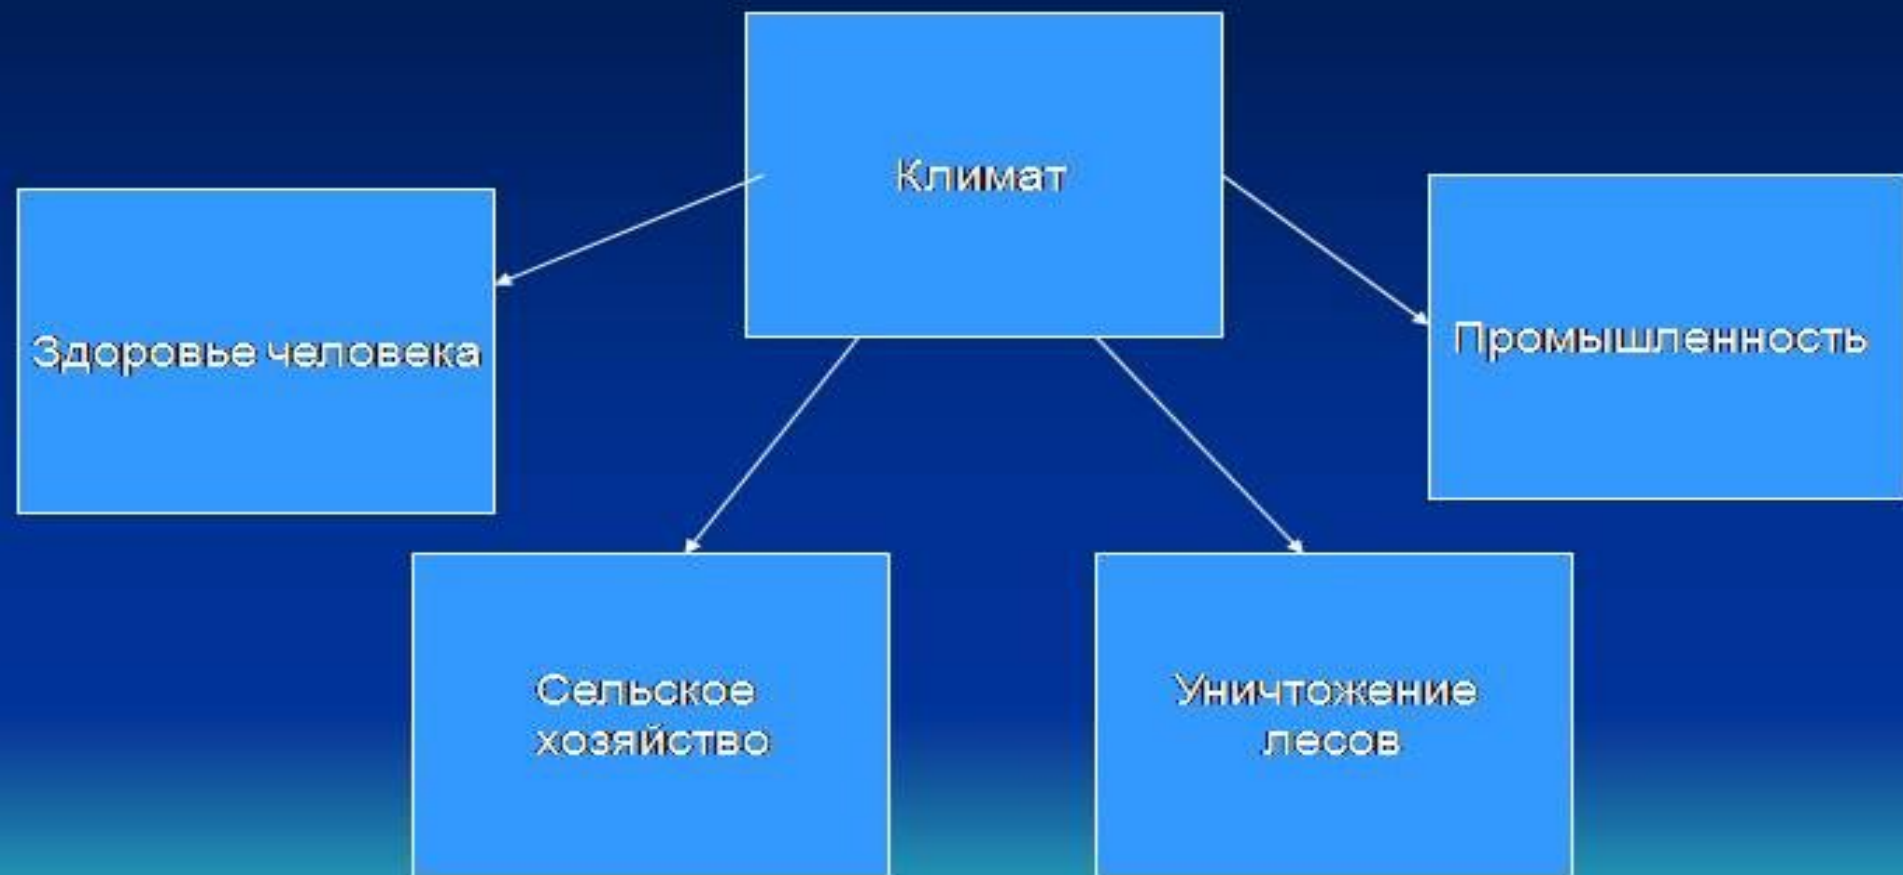 Климат
Здоровье человека
Промышленность
Сельское
хозяйство
Уничтожение
лесов